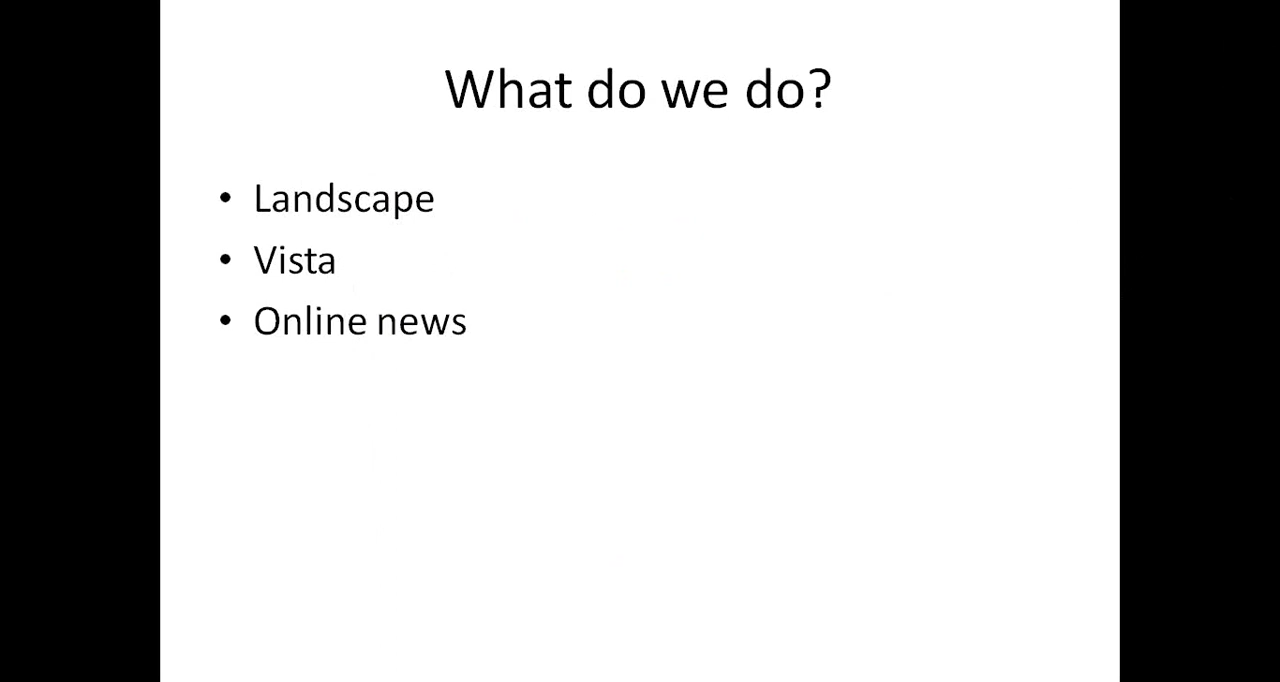 What do we do?
• Landscape
• Vista
• Online news